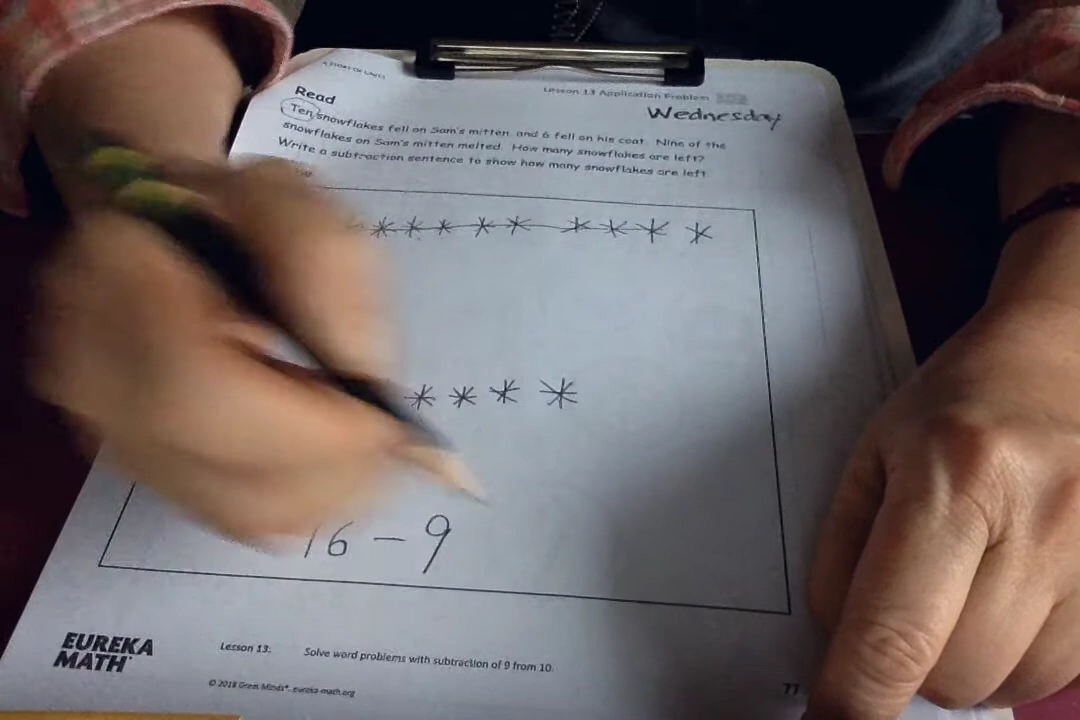 A STORY OF UNITS
Lesson 13 Application Problem
Read
Wednesday
Ten snowflakes fell on Sam's mitten and 6 fell on his coat. Nine of the
snowflakes on Sam's mitten melted. How many snowflakes are left?
Write a subtraction sentence to show how many snowflakes are left.
16 - 9
EUREKA
MATH
Lesson 13:
Solve word problems with subtraction of 9 from 10.
© 2018 Great Minds®. eureka-math.org
77